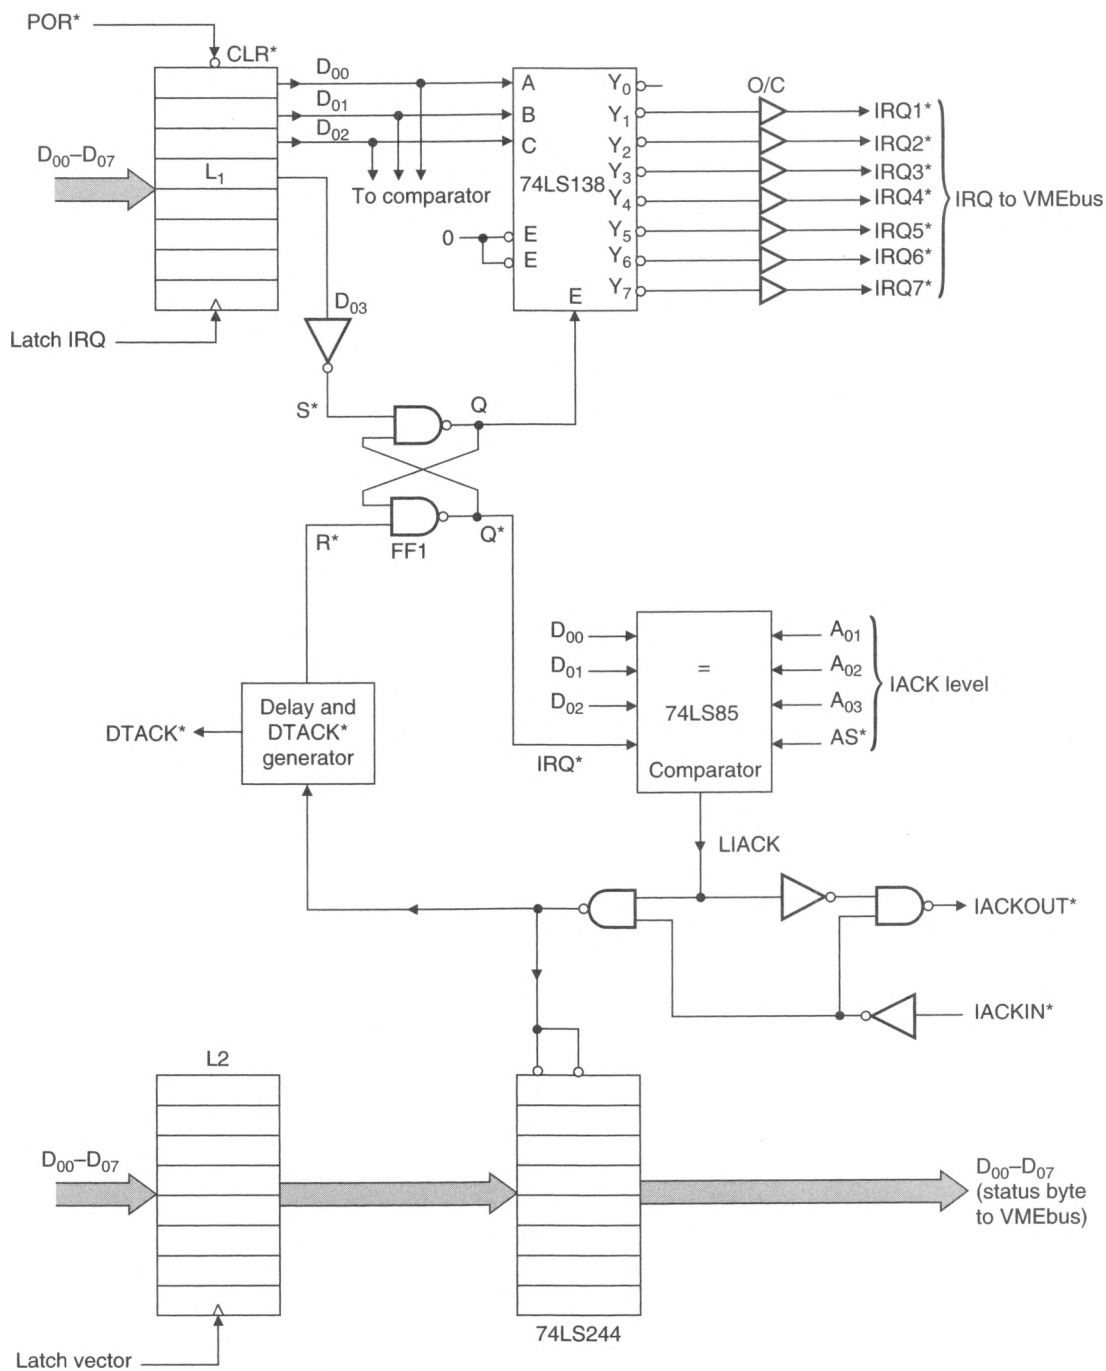 POR*
CLR*
D00
D01
D02
D00–D07
L1
To comparator
D03
Latch IRQ
A
B
C
74LS138
0
E
E
E
Y0
Y1
Y2
Y3
Y4
Y5
Y6
Y7
O/C
IRQ1*
IRQ2*
IRQ3*
IRQ4*
IRQ5*
IRQ6*
IRQ7*
IRQ to VMEbus
S*
Q
R*
FF1
Q*
D00
D01
D02
IRQ*
=
74LS85
Comparator
A01
A02
A03
AS*
IACK level
DTACK*
Delay and
DTACK*
generator
LIACK
IACKOUT*
IACKIN*
L2
D00–D07
Latch vector
74LS244
D00–D07
(status byte
to VMEbus)